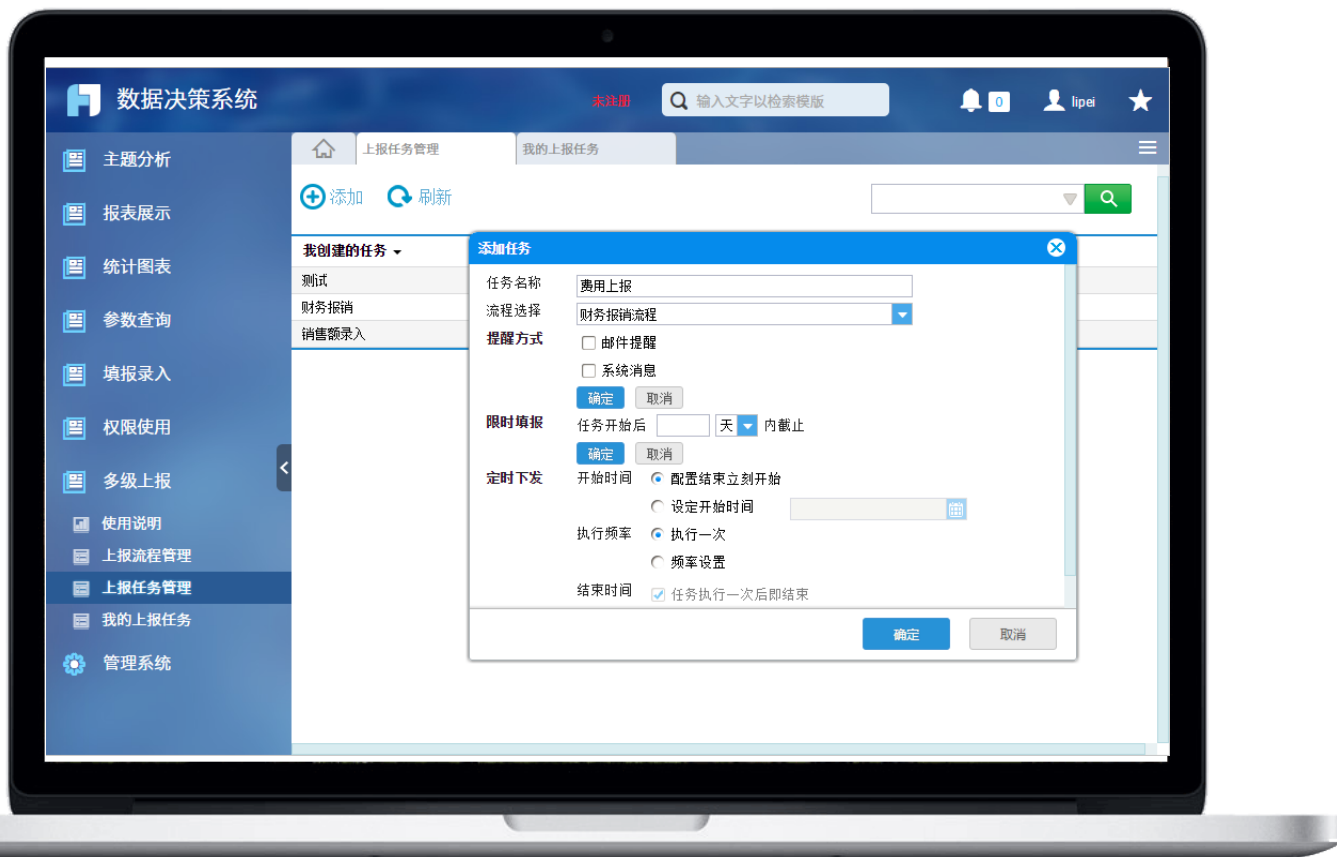 数据决策系统
未注册
输入文字以检索模版
0
lipei
主题分析
报表展示
统计图表
参数查询
填报录入
权限使用
多级上报
使用说明
上报流程管理
上报任务管理
我的上报任务
管理系统
上报任务管理
我的上报任务
添加
刷新
我创建的任务
测试
财务报销
销售额录入
添加任务
任务名称 费用上报
流程选择 财务报销流程
提醒方式 邮件提醒
系统消息
确定 取消
限时填报 任务开始后 天 内截止
确定 取消
定时下发 开始时间 配置结束立刻开始
设定开始时间
执行频率 执行一次
频率设置
结束时间 任务执行一次后即结束
确定 取消